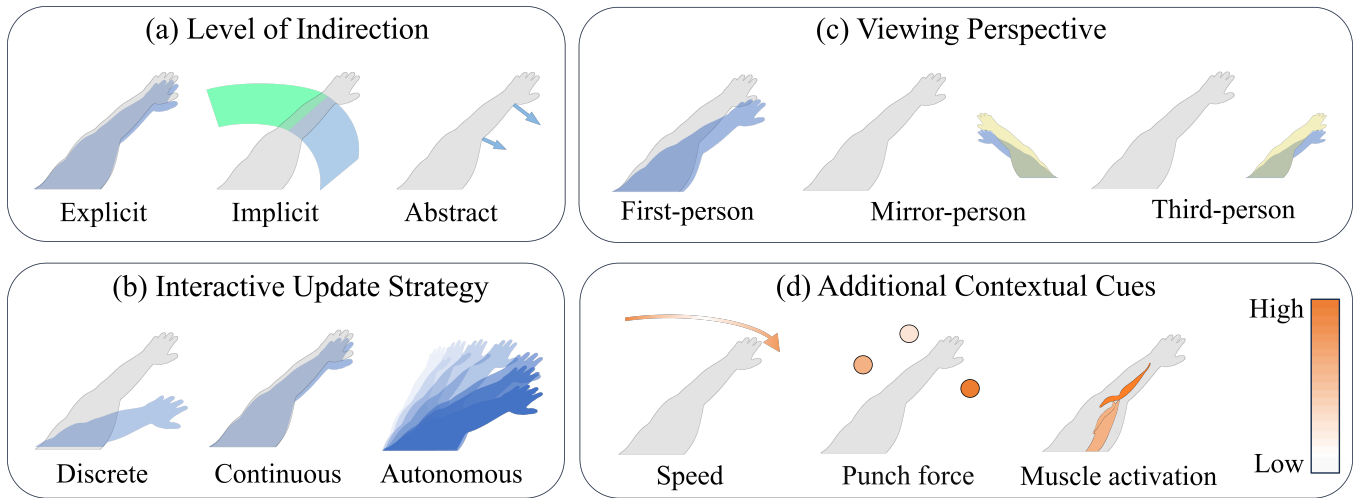 (a) Level of Indirection
Explicit
Implicit
Abstract
(c) Viewing Perspective
First-person
Mirror-person
Third-person
(b) Interactive Update Strategy
Discrete
Continuous
Autonomous
(d) Additional Contextual Cues
Speed
Punch force
Muscle activation
High
Low